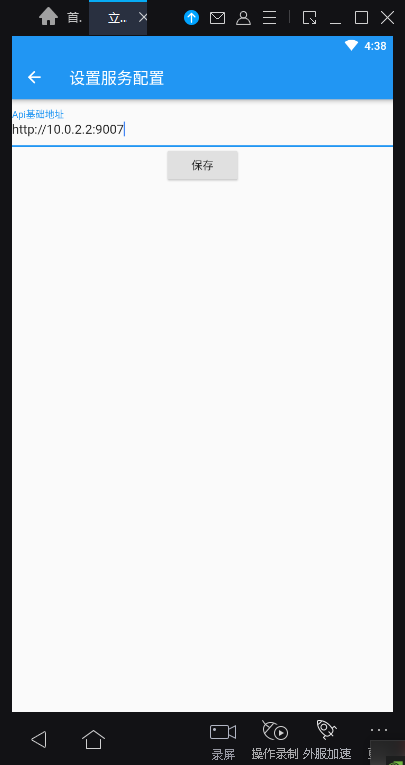 首.
立..
4:38
设置服务配置
Api基础地址
http://10.0.2.2:9007
保存
录屏
操作录制
外服加速